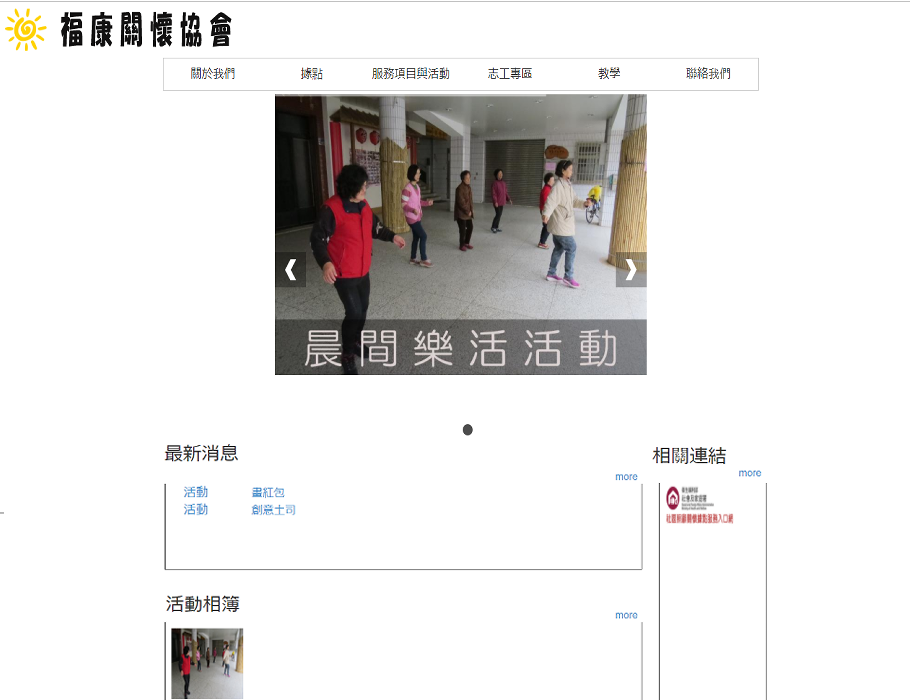 福康關懷協會
關於我們 據點 服務項目與活動 志工專區 教學 聯絡我們
晨間樂活活動
最新消息
more
活動 畫紅包
活動 創意土司
相關連結
more
社區照顧關懷據點服務入口網
活動相簿
more